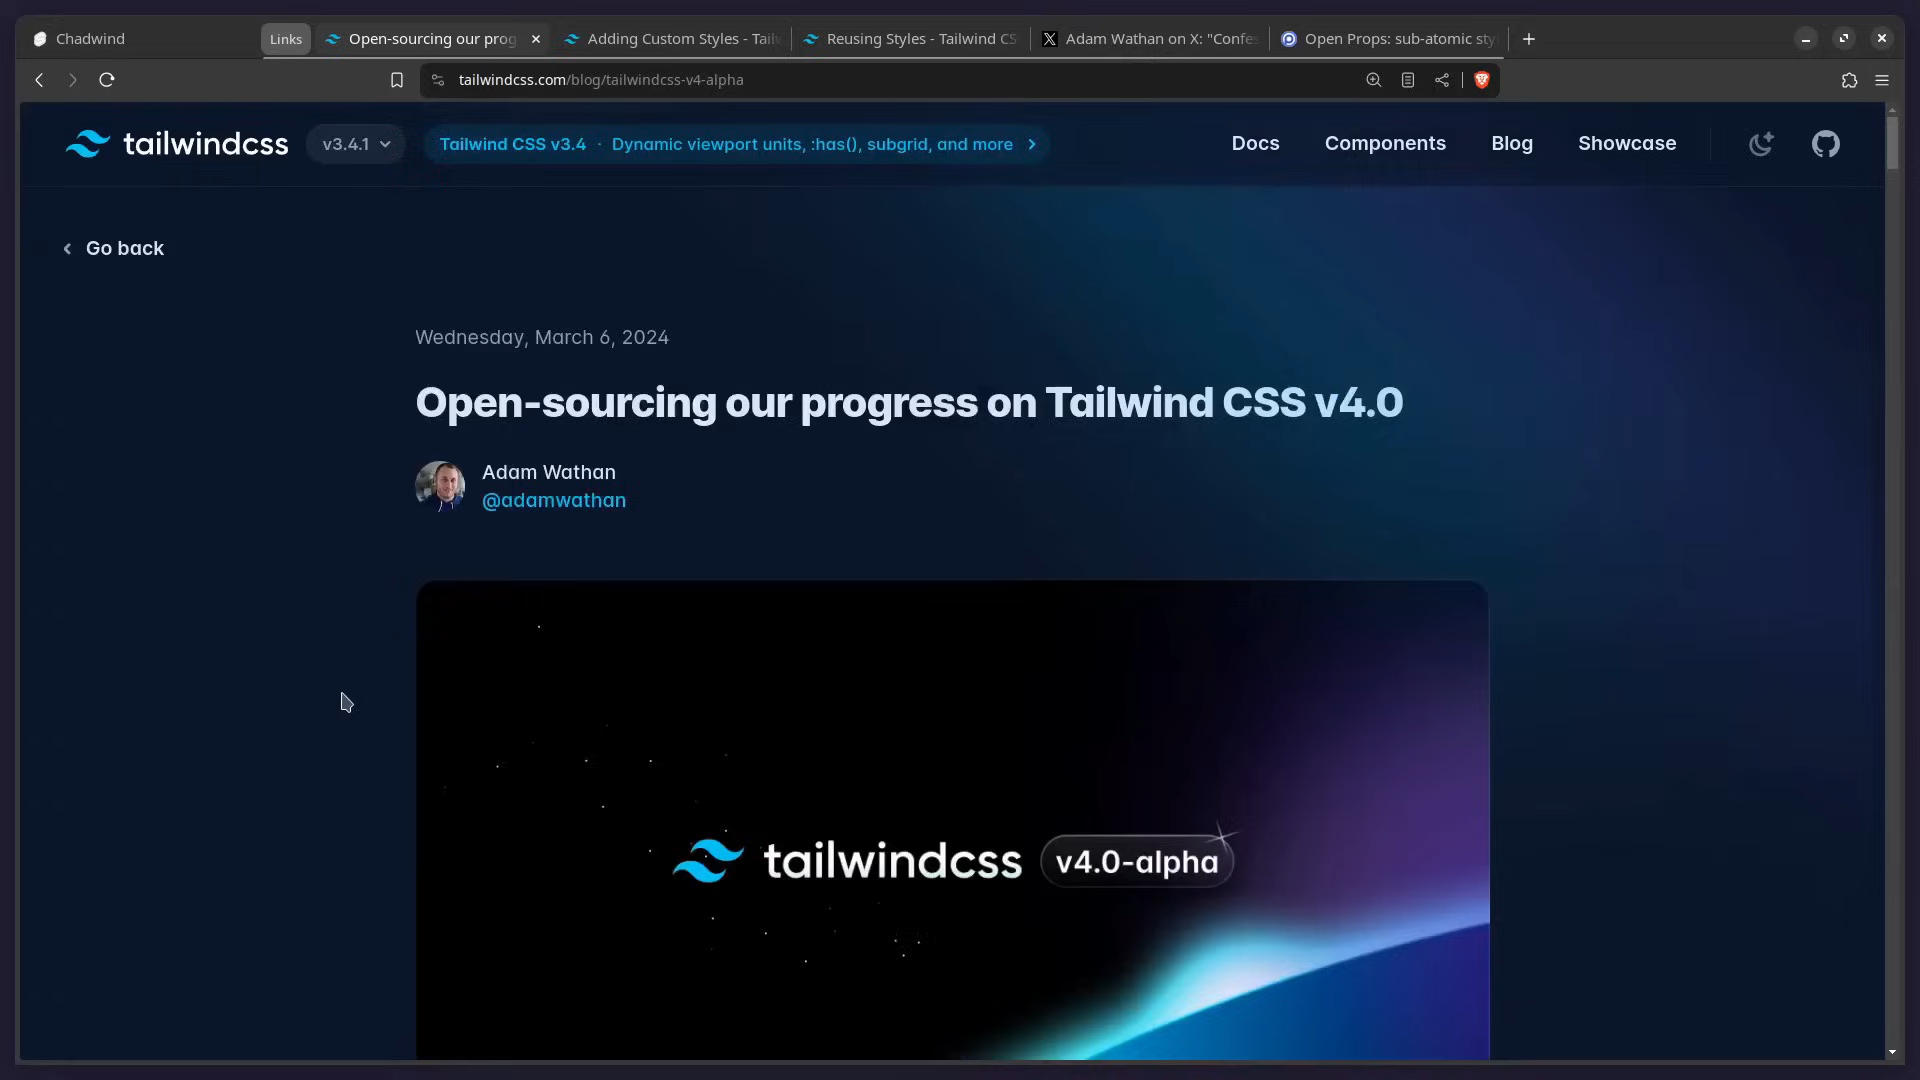 Chadwind
Links
Open-sourcing our prog
Adding Custom Styles - Tail
Reusing Styles - Tailwind CS
Adam Wathan on X: "Confes
Open Props: sub-atomic sty
tailwindcss.com/blog/tailwindcss-v4-alpha
tailwindcss
v3.4.1
Tailwind CSS v3.4 · Dynamic viewport units, :has(), subgrid, and more
Docs
Components
Blog
Showcase
Go back
Wednesday, March 6, 2024
Open-sourcing our progress on Tailwind CSS v4.0
Adam Wathan
@adamwathan
tailwindcss v4.0-alpha